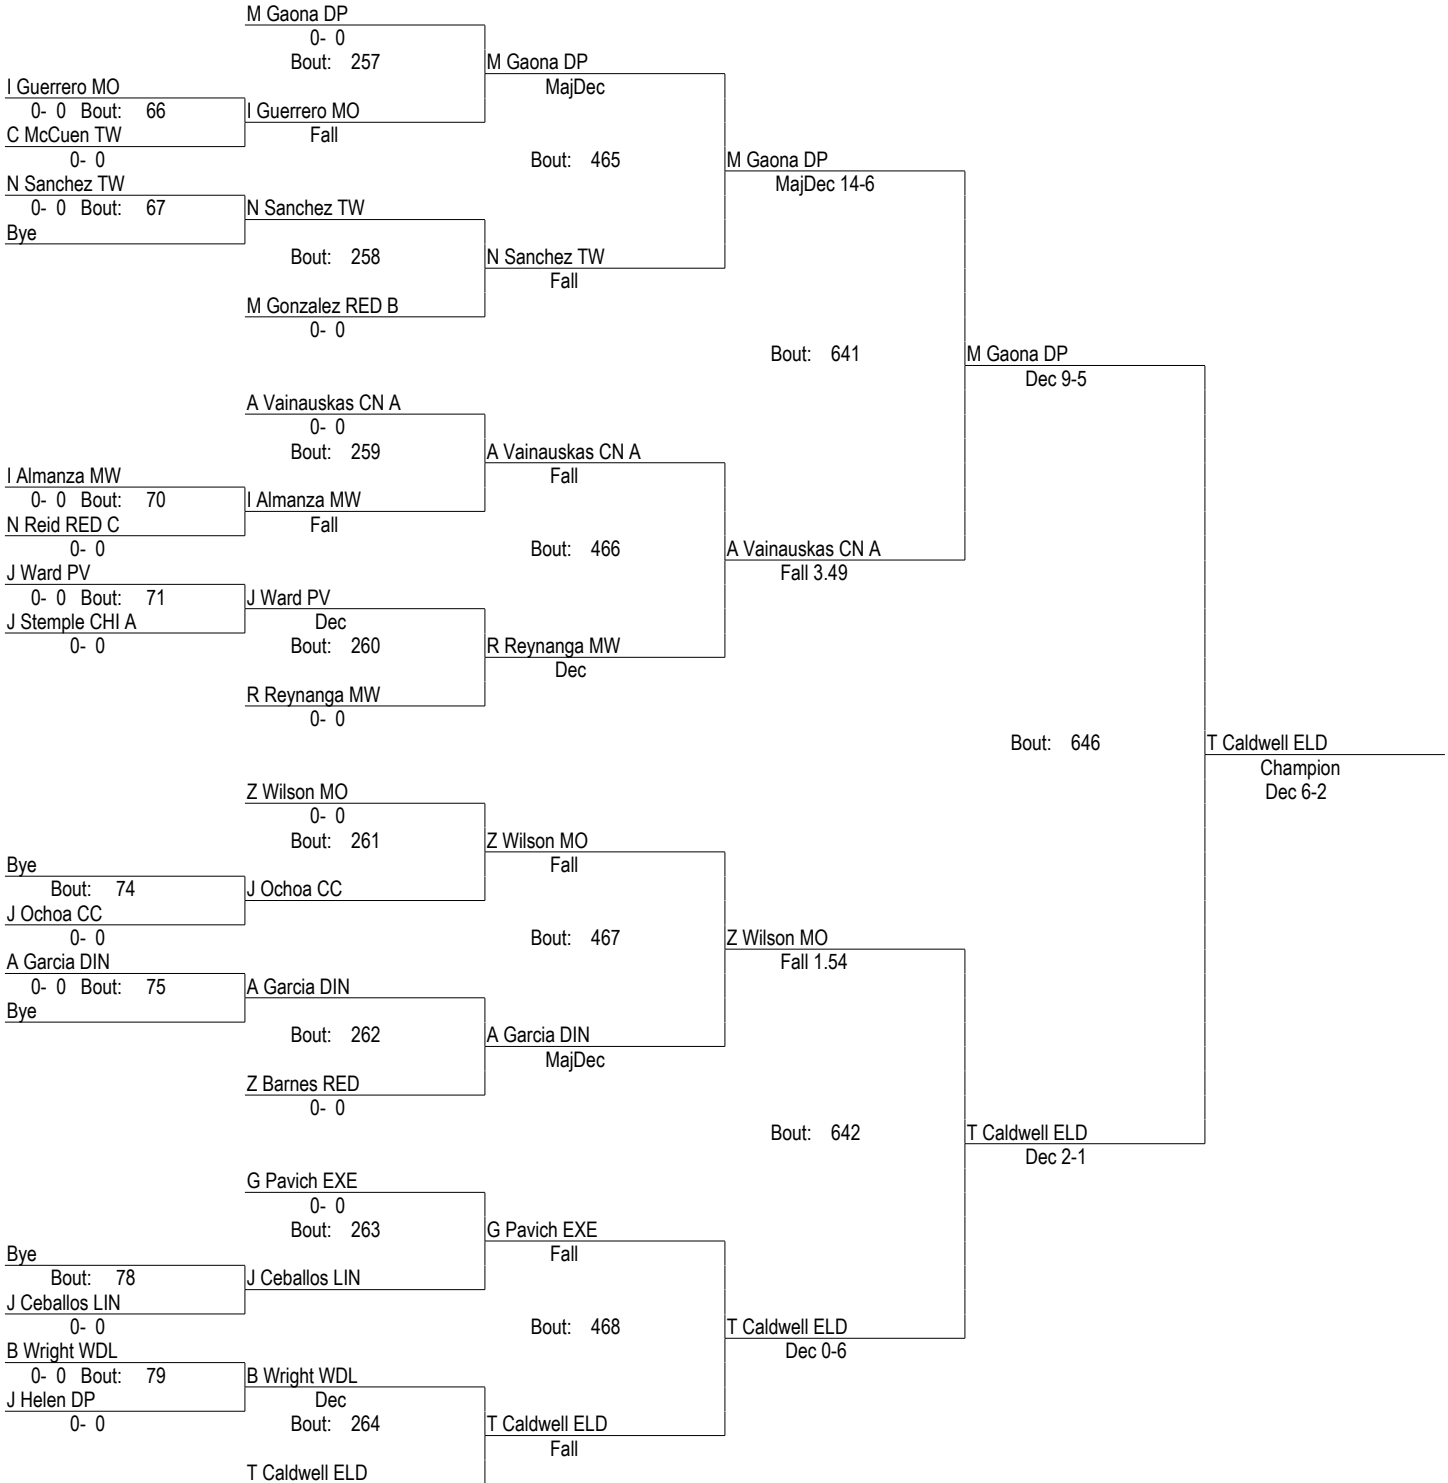 M Gaona DP
0- 0
Bout: 257
M Gaona DP
I Guerrero MO
MajDec
0- 0 Bout: 66
I Guerrero MO
C McCuen TW
Fall
0- 0
Bout: 465
M Gaona DP
N Sanchez TW
MajDec 14-6
0- 0 Bout: 67
N Sanchez TW
Bye
Bout: 258
N Sanchez TW
Fall
M Gonzalez RED B
0- 0
Bout: 641
M Gaona DP
Dec 9-5
A Vainauskas CN A
0- 0
Bout: 259
A Vainauskas CN A
I Almanza MW
Fall
0- 0 Bout: 70
I Almanza MW
N Reid RED C
Fall
0- 0
Bout: 466
A Vainauskas CN A
J Ward PV
Fall 3.49
0- 0 Bout: 71
J Ward PV
J Stemple CHI A
Dec
0- 0
Bout: 260
R Reynanga MW
Dec
R Reynanga MW
0- 0
Bout: 646
T Caldwell ELD
Champion
Dec 6-2
Z Wilson MO
0- 0
Bout: 261
Z Wilson MO
Bye
Fall
Bout: 74
J Ochoa CC
J Ochoa CC
0- 0
Bout: 467
Z Wilson MO
A Garcia DIN
Fall 1.54
0- 0 Bout: 75
A Garcia DIN
Bye
Bout: 262
A Garcia DIN
MajDec
Z Barnes RED
0- 0
Bout: 642
T Caldwell ELD
Dec 2-1
G Pavich EXE
0- 0
Bout: 263
G Pavich EXE
Bye
Fall
Bout: 78
J Ceballos LIN
J Ceballos LIN
0- 0
Bout: 468
T Caldwell ELD
B Wright WDL
Dec 0-6
0- 0 Bout: 79
B Wright WDL
J Helen DP
Dec
0- 0
Bout: 264
T Caldwell ELD
Fall
T Caldwell ELD